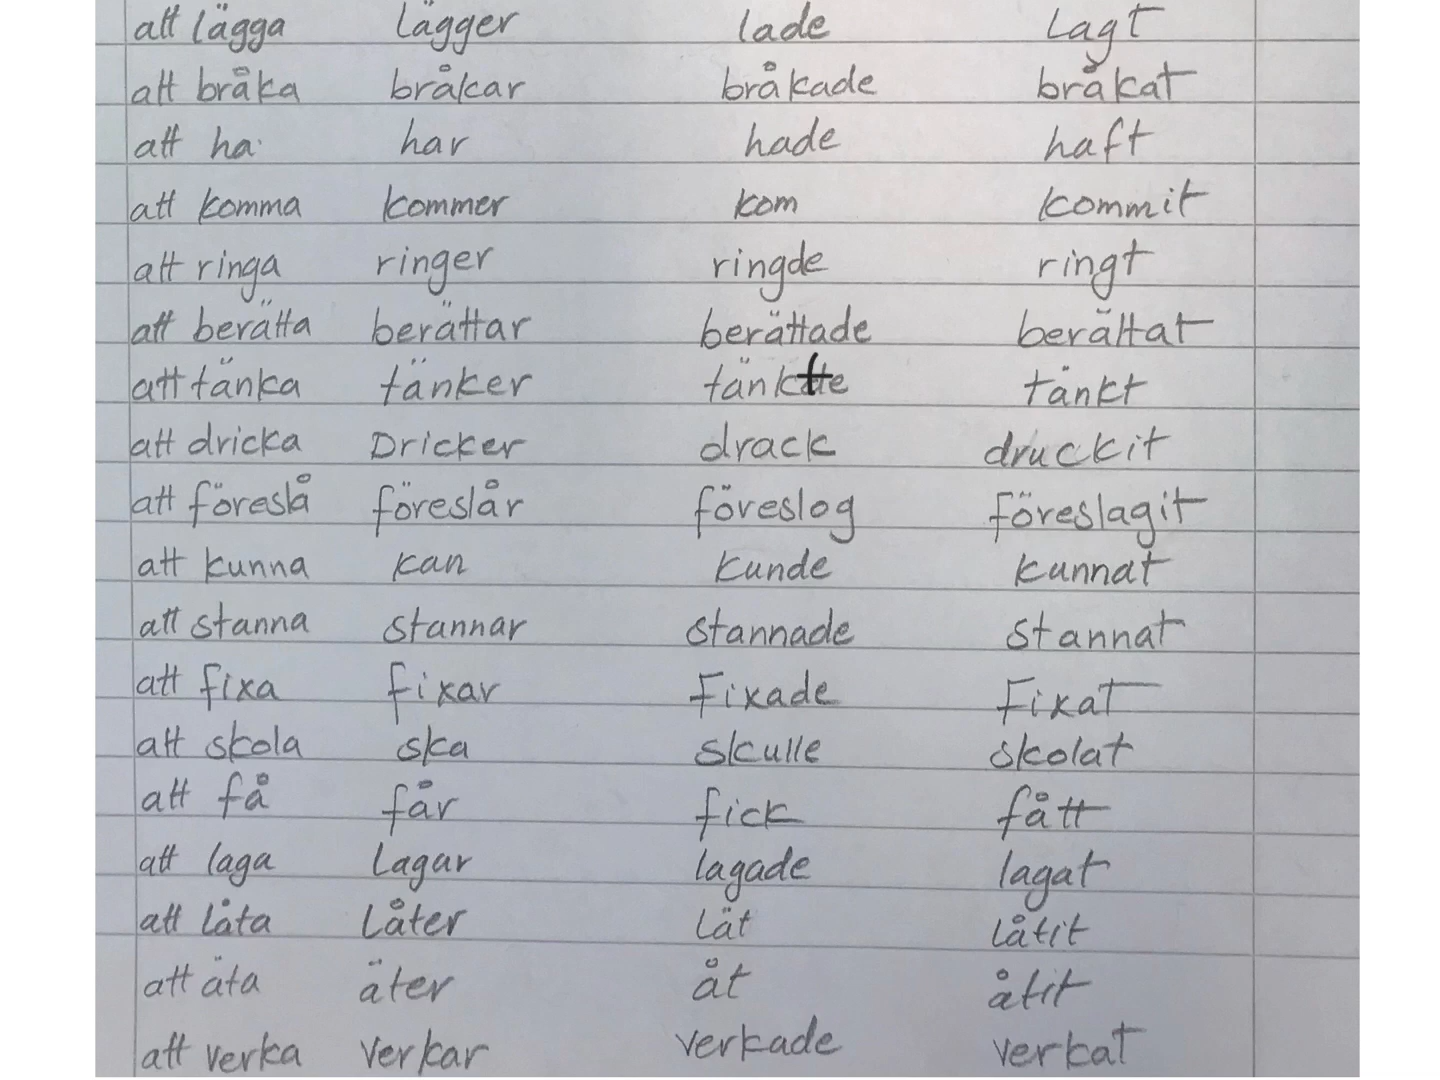 att lägga lägger lade lagt
att bråka bråkar bråkade bråkat
att ha har hade haft
att komma kommer kom kommit
att ringa ringer ringde ringt
att berätta berättar berättade berättat
att tänka tänker tänktte tänkt
att dricka Dricker drack druckit
att föreslå föreslår föreslog föreslagit
att kunna kan kunde kunnat
att stanna stannar stannade stannat
att fixa fixar Fixade Fixat
att skola ska skulle skolat
att få får fick fått
att laga Lagar lagade lagat
att låta Låter Lät låtit
att äta äter åt åtit
att verka verkar verkade verkat